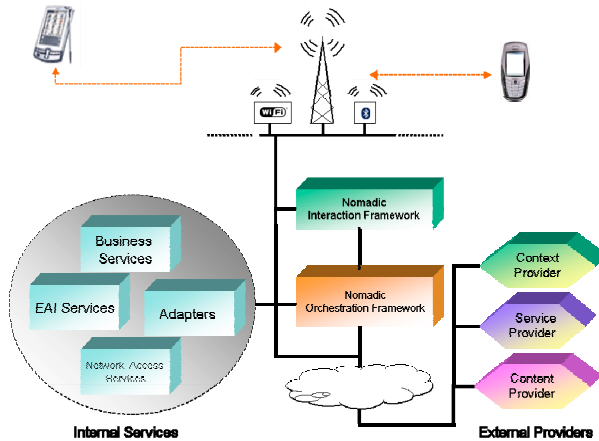 WiFi
Nomadic
Interaction Framework
Business
Services
EAI Services
Adapters
Network Access
Services
Nomadic
Orchestration Framework
Context
Provider
Service
Provider
Content
Provider
Internal Services
External Providers